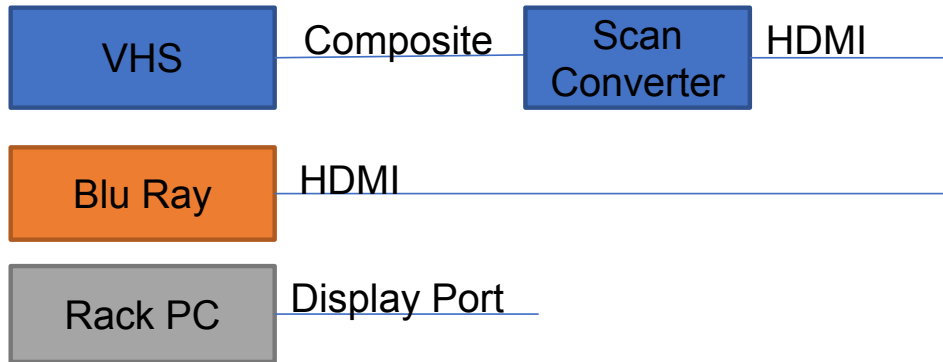 VHS
Composite
Scan
Converter
HDMI
Blu Ray
HDMI
Rack PC
Display Port